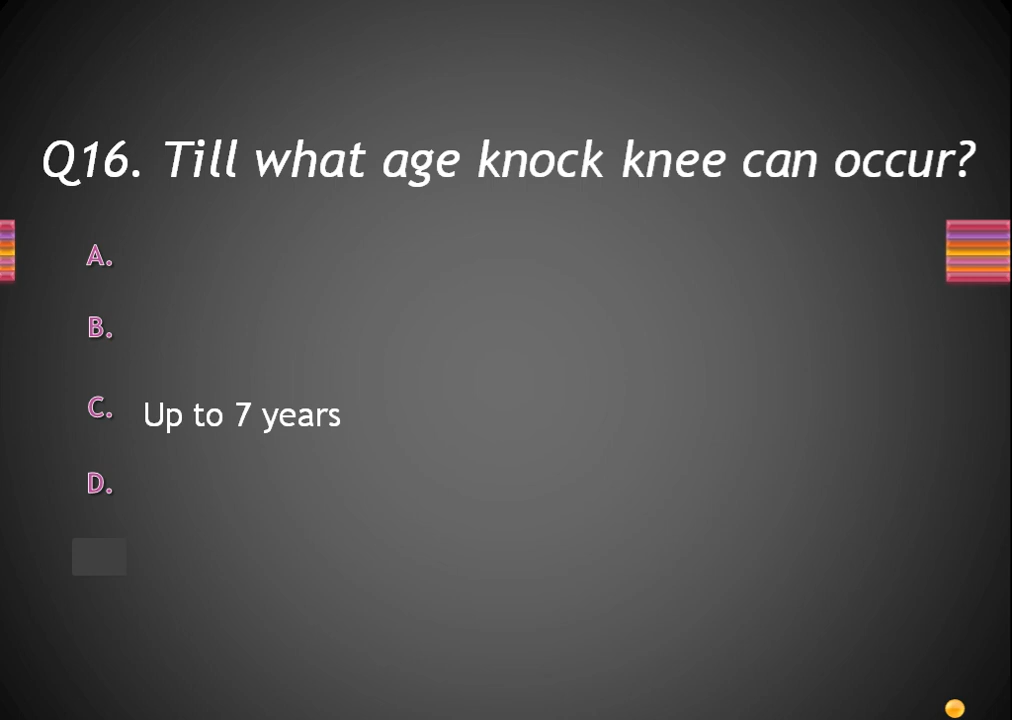 Q16. Till what age knock knee can occur?
A.
B.
C. Up to 7 years
D.